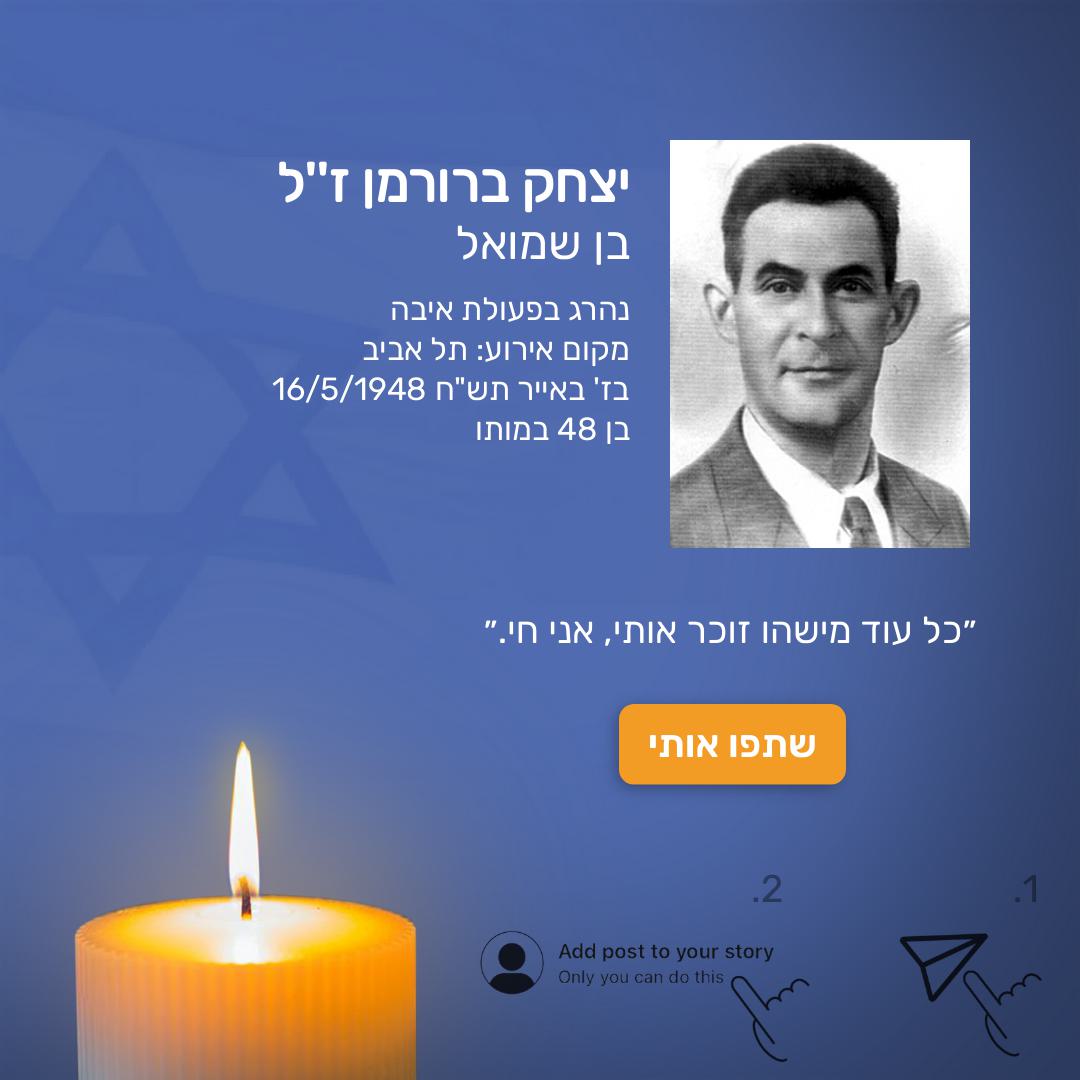 יצחק ברורמן ז"ל
בן שמואל
נהרג בפעולת איבה
מקום אירוע: תל אביב
בז' באייר תש"ח 16/5/1948
בן 48 במותו
״כל עוד מישהו זוכר אותי, אני חי.״
שתפו אותי
1.
2.
Add post to your story
Only you can do this